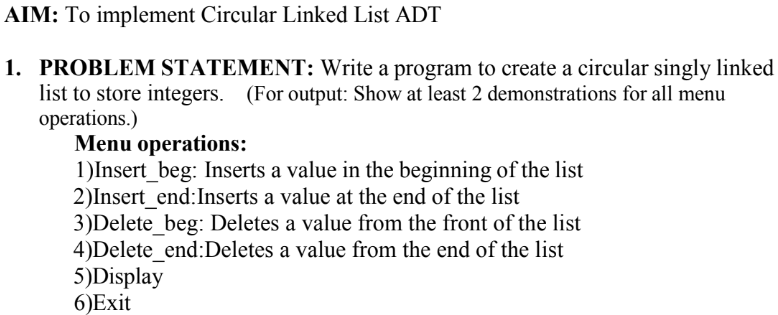 AIM: To implement Circular Linked List ADT
1. PROBLEM STATEMENT: Write a program to create a circular singly linked
list to store integers. (For output: Show at least 2 demonstrations for all menu
operations.)
Menu operations:
1)Insert_beg: Inserts a value in the beginning of the list
2)Insert_end:Inserts a value at the end of the list
3)Delete_beg: Deletes a value from the front of the list
4)Delete_end:Deletes a value from the end of the list
5)Display
6)Exit